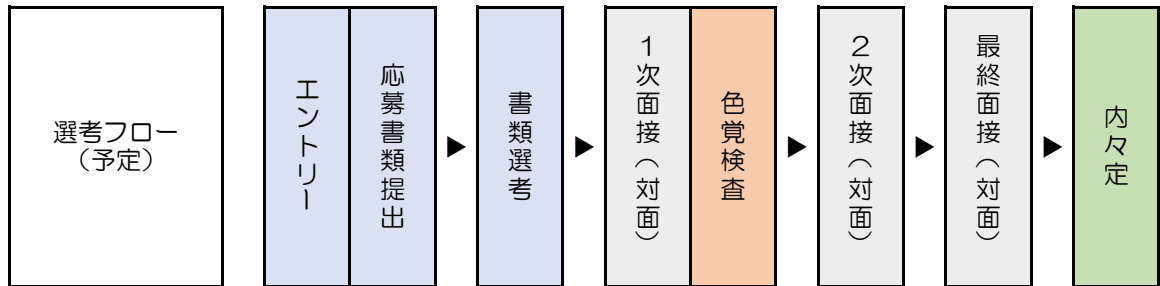 選考フロー
（予定）
エントリー
応募書類提出
▶
書類選考
▶
１次面接（対面）
色覚検査
▶
２次面接（対面）
▶
最終面接（対面）
▶
内々定